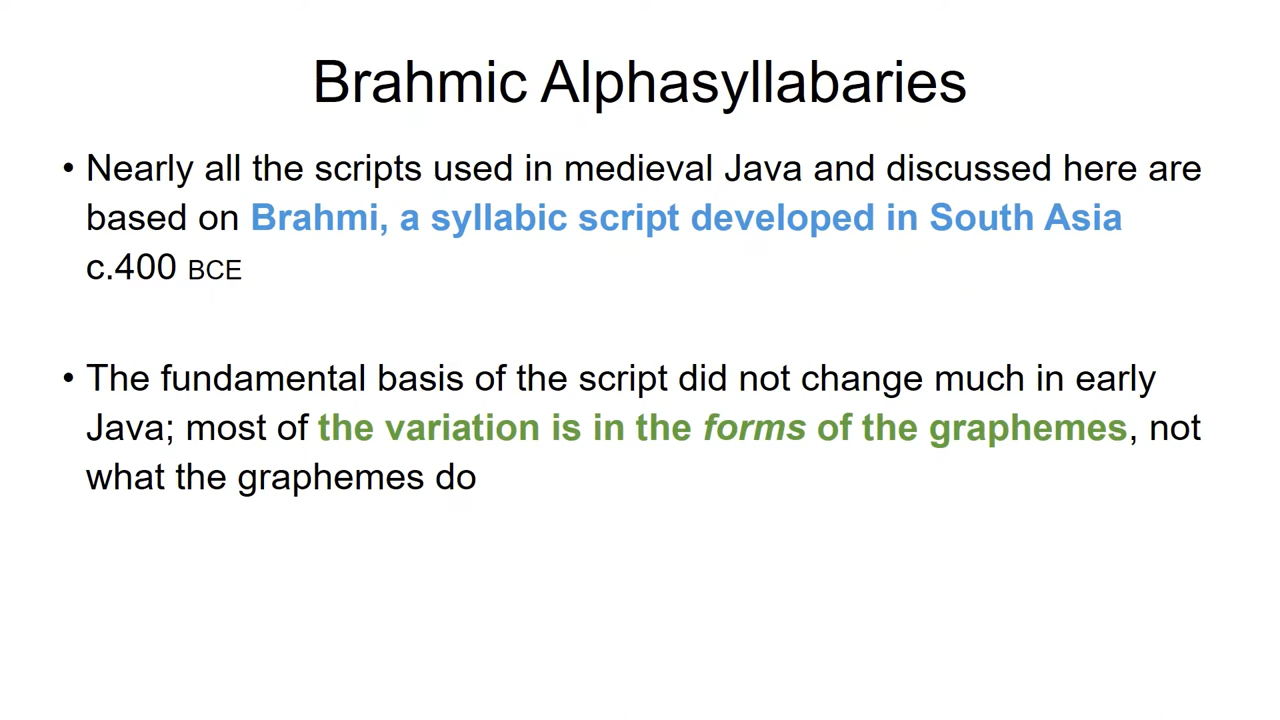 Brahmic Alphasyllabaries
• Nearly all the scripts used in medieval Java and discussed here are
based on Brahmi, a syllabic script developed in South Asia
c.400 BCE
• The fundamental basis of the script did not change much in early
Java; most of the variation is in the forms of the graphemes, not
what the graphemes do